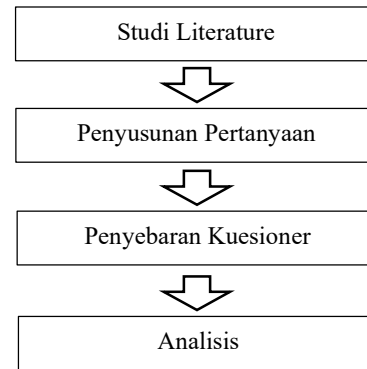 Studi Literature
Penyusunan Pertanyaan
Penyebaran Kuesioner
Analisis